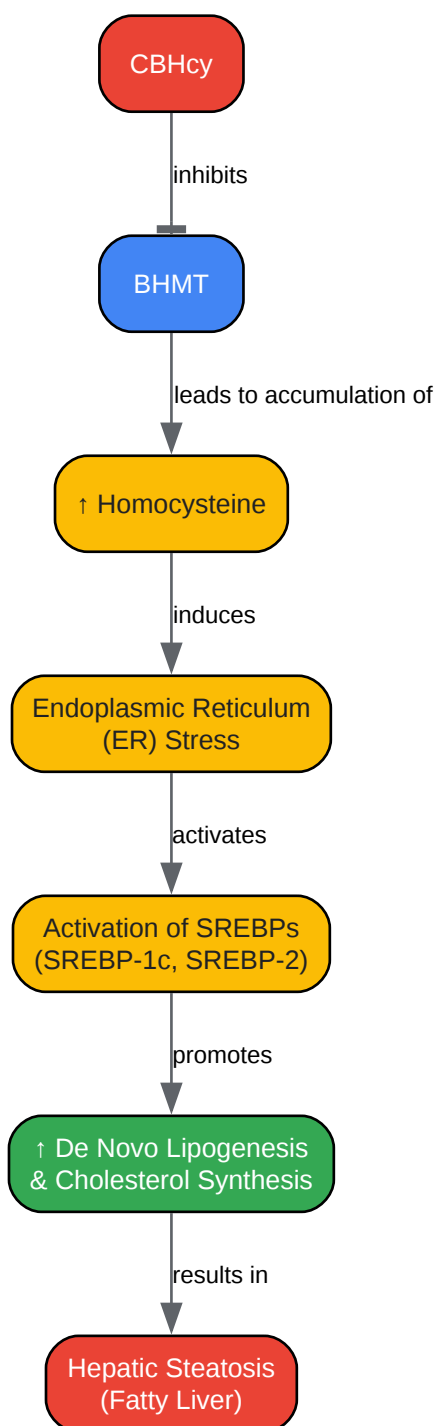 CBHcy
inhibits
BHMT
leads to accumulation of
↑ Homocysteine
induces
Endoplasmic Reticulum
(ER) Stress
activates
Activation of SREBPs
(SREBP-1c, SREBP-2)
promotes
↑ De Novo Lipogenesis
& Cholesterol Synthesis
results in
Hepatic Steatosis
(Fatty Liver)